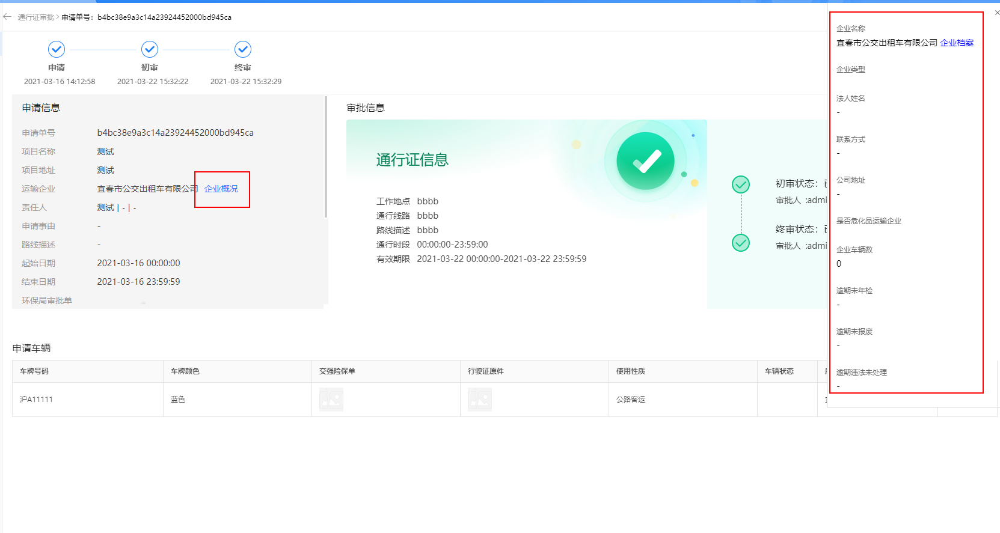 通行证审批 > 申请单号：b4bc38e9a3c14a23924452000bd945ca
申请
初审
终审
2021-03-16 14:12:58
2021-03-22 15:32:22
2021-03-22 15:32:29
申请信息
申请单号 b4bc38e9a3c14a23924452000bd945ca
项目名称 测试
项目地址 测试
运输企业 宜春市公交出租车有限公司 企业概况
责任人 测试 | - | -
申请事由 -
路线描述 -
起始日期 2021-03-16 00:00:00
结束日期 2021-03-16 23:59:59
环保局审批单
审批信息
通行证信息
工作地点 bbbb
通行线路 bbbb
路线描述 bbbb
通行时段 00:00:00-23:59:00
有效期限 2021-03-22 00:00:00-2021-03-22 23:59:59
初审状态：
审批人 :admi
终审状态：
审批人 :admi
企业名称
宜春市公交出租车有限公司 企业档案
企业类型
法人姓名
-
联系方式
-
公司地址
-
是否危化品运输企业
企业车辆数
0
逾期未年检
-
逾期未报废
-
逾期违法未处理
-
申请车辆
车牌号码 车牌颜色 交强险保单 行驶证原件 使用性质 车辆状态
沪A11111 蓝色 公路客运